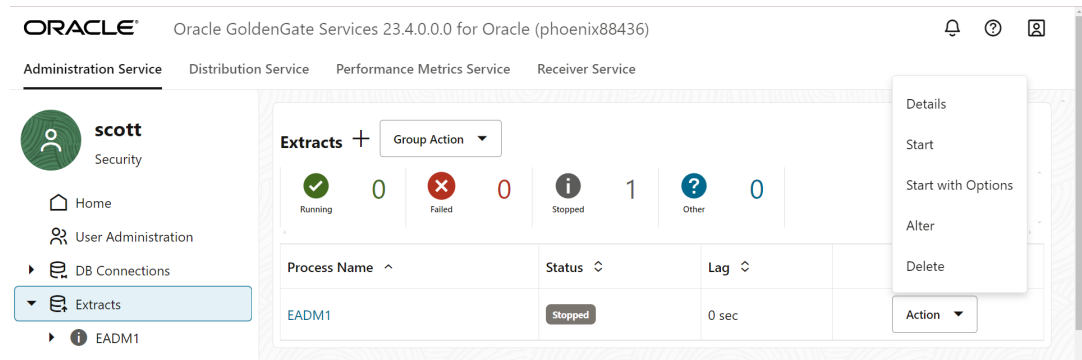 ORACLE Oracle GoldenGate Services 23.4.0.0.0 for Oracle (phoenix88436)
Administration Service Distribution Service Performance Metrics Service Receiver Service
scott
Security
Home
User Administration
DB Connections
Extracts
EADM1
Extracts + Group Action
Running 0 Failed 0 Stopped 1 Other 0
Process Name Status Lag
EADM1 Stopped 0 sec Action
Details
Start
Start with Options
Alter
Delete